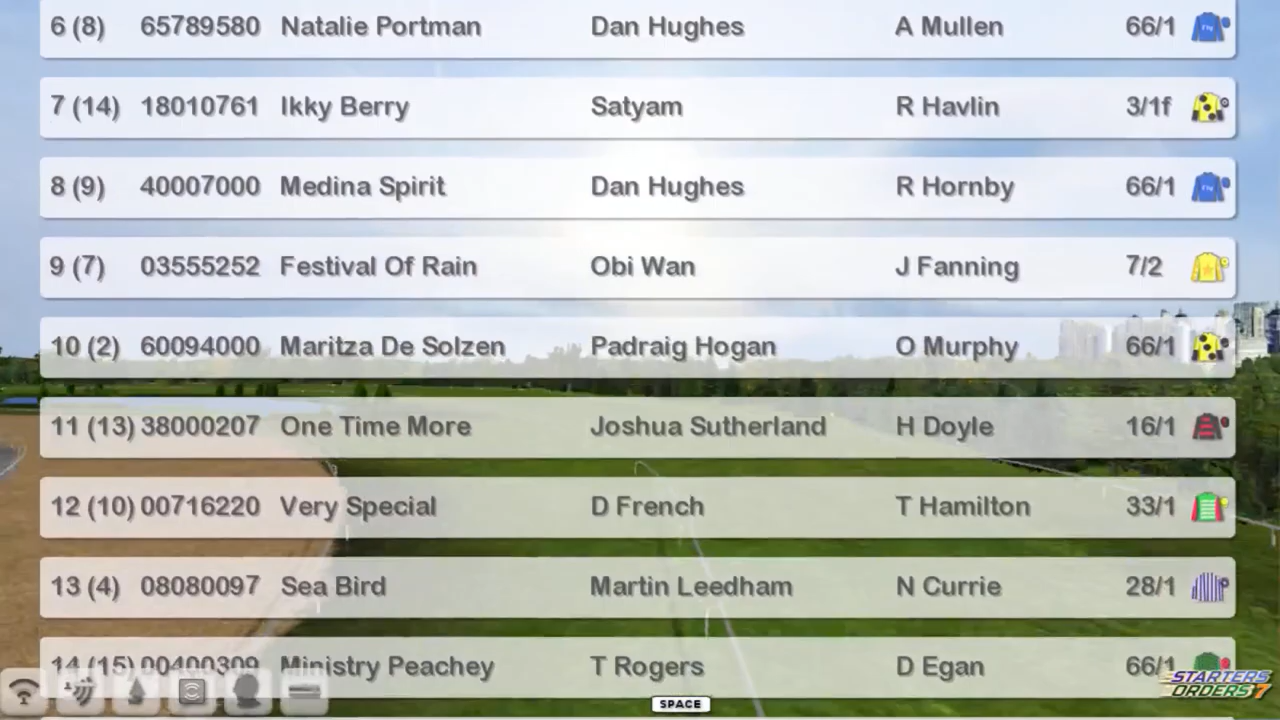 6 (8) 65789580 Natalie Portman Dan Hughes A Mullen 66/1
7 (14) 18010761 Ikky Berry Satyam R Havlin 3/1f
8 (9) 40007000 Medina Spirit Dan Hughes R Hornby 66/1
9 (7) 03555252 Festival Of Rain Obi Wan J Fanning 7/2
10 (2) 60094000 Maritza De Solzen Padraig Hogan O Murphy 66/1
11 (13) 38000207 One Time More Joshua Sutherland H Doyle 16/1
12 (10) 00716220 Very Special D French T Hamilton 33/1
13 (4) 08080097 Sea Bird Martin Leedham N Currie 28/1
14 (15) 00400309 Ministry Peachey T Rogers D Egan 66/1
STARTERS
ORDERS 7
SPACE